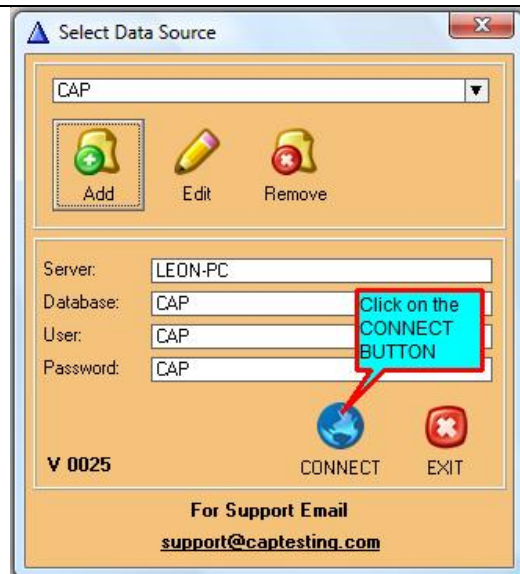 Select Data Source
CAP
Add Edit Remove
Server: LEON-PC
Database: CAP
User: CAP
Password: CAP
Click on the
CONNECT
BUTTON
V 0025
CONNECT EXIT
For Support Email
support@captesting.com